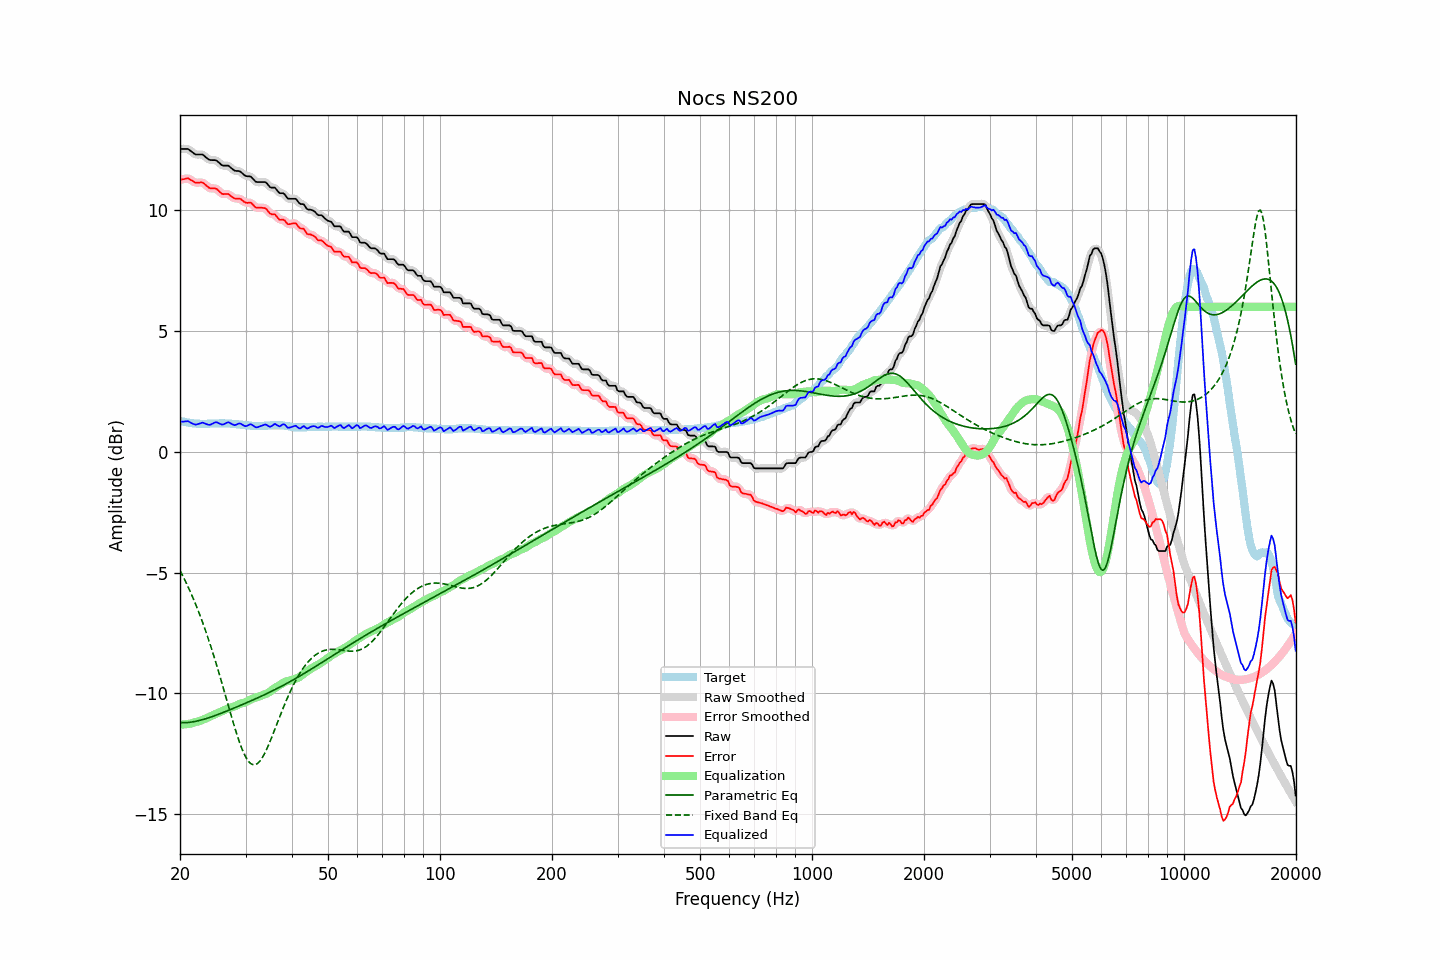 Nocs NS200
Amplitude (dBr)
10
5
0
−5
−10
−15
Target
Raw Smoothed
Error Smoothed
Raw
Error
Equalization
Parametric Eq
Fixed Band Eq
Equalized
20 50 100 200 500 1000 2000 5000 10000 20000
Frequency (Hz)